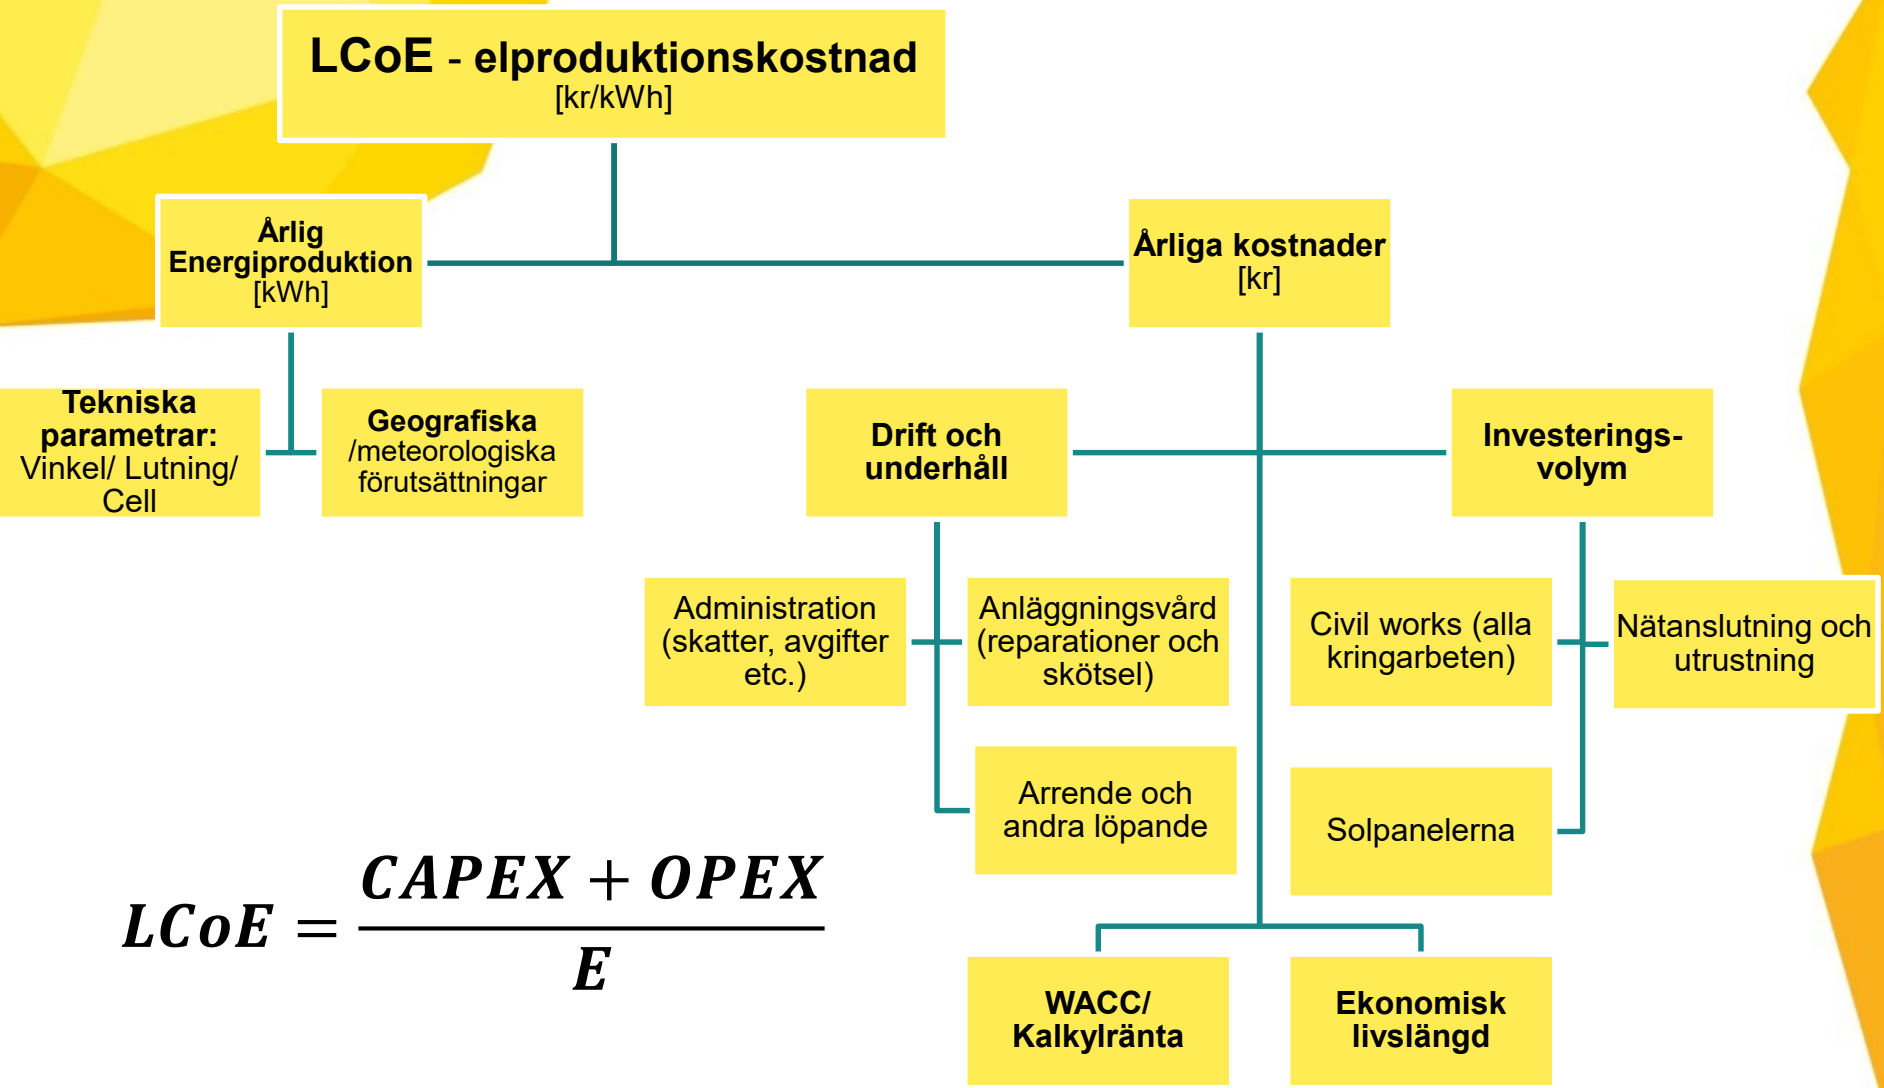 LCoE - elproduktionskostnad
[kr/kWh]
Årlig
Energiproduktion
[kWh]
Årliga kostnader
[kr]
Tekniska
parametrar:
Vinkel/ Lutning/
Cell
Geografiska
/meteorologiska
förutsättningar
Drift och
underhåll
Investerings-
volym
Administration
(skatter, avgifter
etc.)
Anläggningsvård
(reparationer och
skötsel)
Civil works (alla
kringarbeten)
Nätanslutning och
utrustning
Arrende och
andra löpande
Solpanelerna
LCoE = (CAPEX + OPEX) / E
WACC/
Kalkylränta
Ekonomisk
livslängd